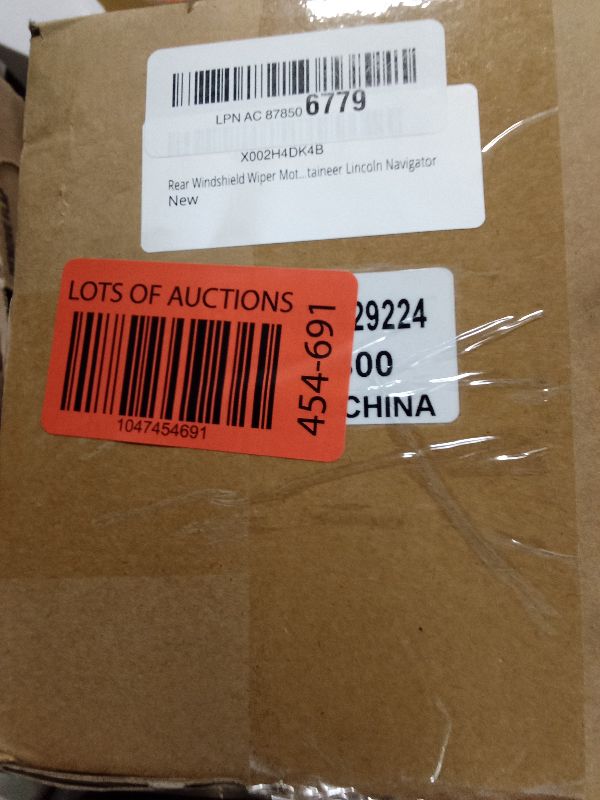 LPN AC 87850 6779
X002H4DK4B
Rear Windshield Wiper Mot...taineer Lincoln Navigator
New
LOTS OF AUCTIONS
1047454691
454-691
29224
00
CHINA